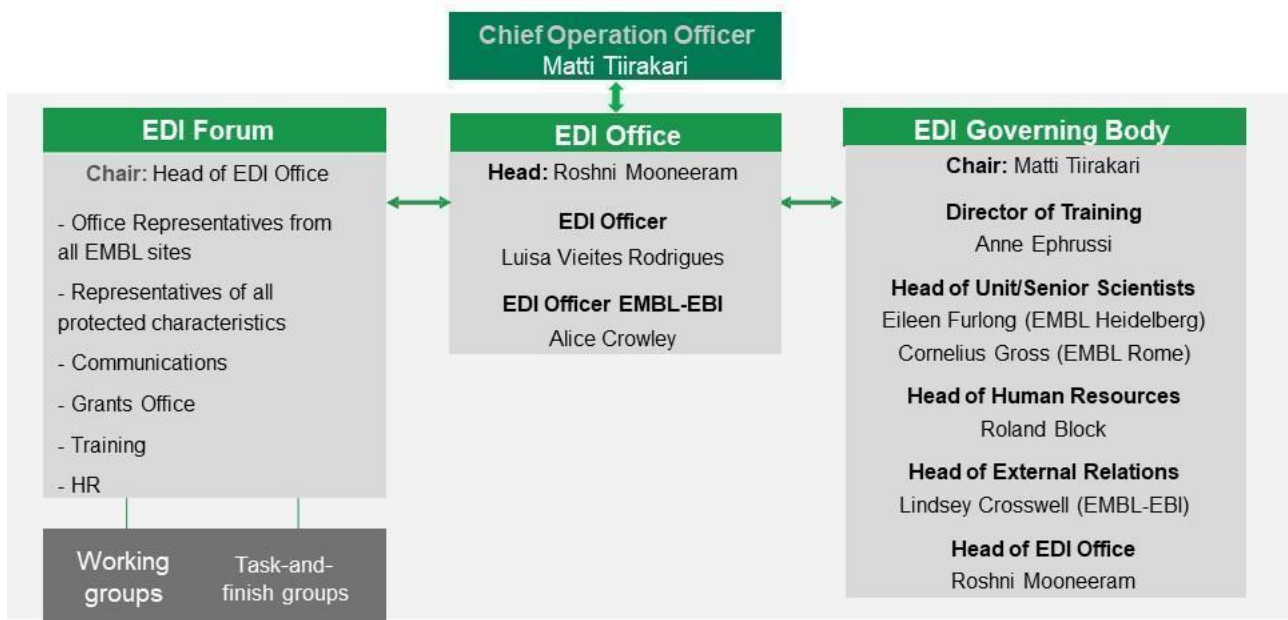 Chief Operation Officer
Matti Tiirakari
EDI Forum
Chair: Head of EDI Office
- Office Representatives from
all EMBL sites
- Representatives of all
protected characteristics
- Communications
- Grants Office
- Training
- HR
Working
groups
Task-and-
finish groups
EDI Office
Head: Roshni Mooneeram
EDI Officer
Luisa Vieites Rodrigues
EDI Officer EMBL-EBI
Alice Crowley
EDI Governing Body
Chair: Matti Tiirakari
Director of Training
Anne Ephrussi
Head of Unit/Senior Scientists
Eileen Furlong (EMBL Heidelberg)
Cornelius Gross (EMBL Rome)
Head of Human Resources
Roland Block
Head of External Relations
Lindsey Crosswell (EMBL-EBI)
Head of EDI Office
Roshni Mooneeram